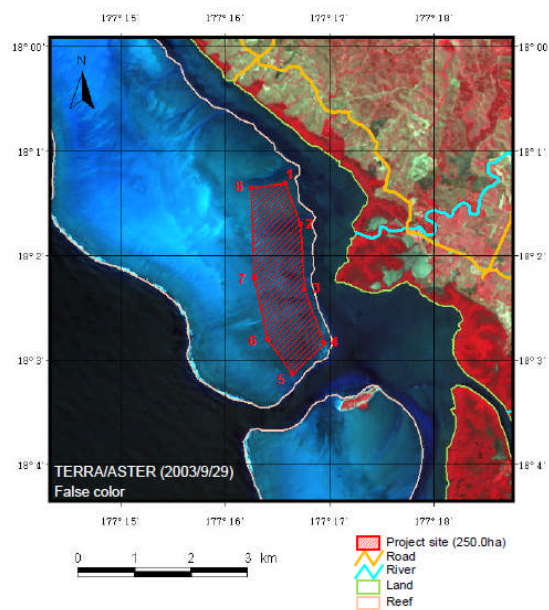 177°15' 177°16' 177°17' 177°18'
18°00' 18°00'
N
18°1' 18°1'
8 1
2
18°2' 18°2'
7 3
6 4
18°3' 18°3'
5
18°4' 18°4'
TERRA/ASTER (2003/9/29)
False color
177°15' 177°16' 177°17' 177°18'
0 1 2 3 km
Project site (250.0ha)
Road
River
Land
Reef